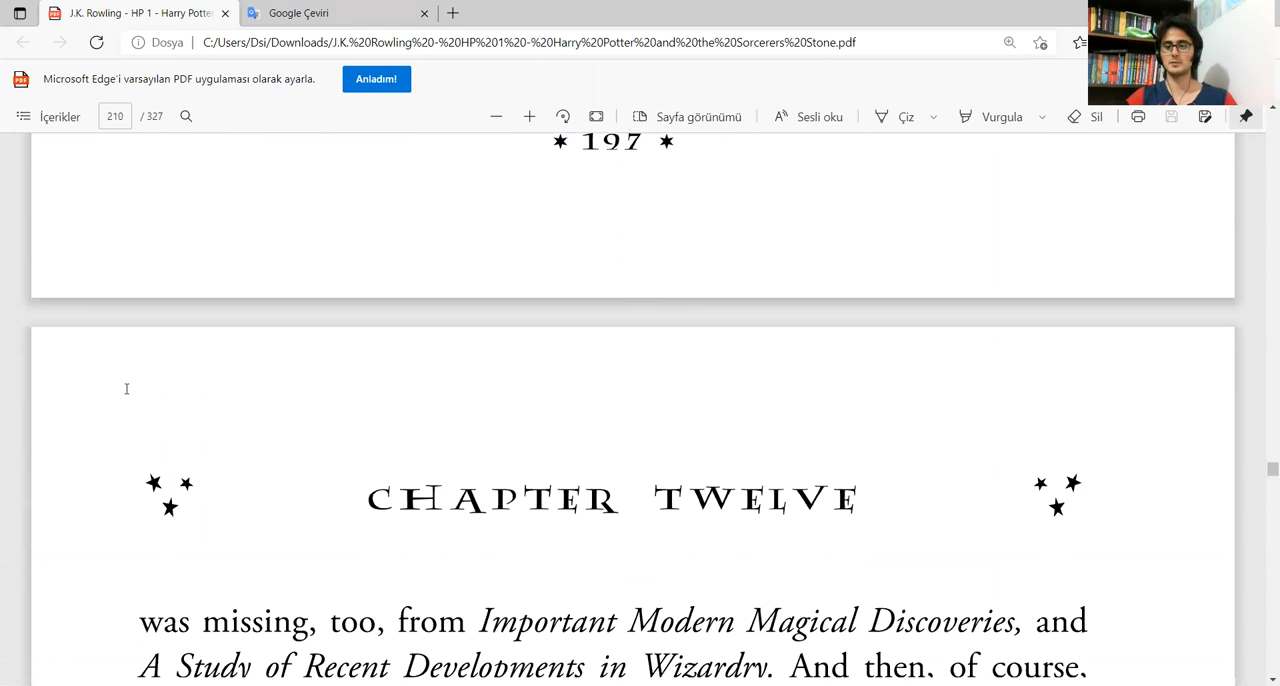 J.K. Rowling - HP 1 - Harry Potte
Google Çeviri
Dosya
C:/Users/Dsi/Downloads/J.K.%20Rowling%20-%20HP%201%20-%20Harry%20Potter%20and%20the%20Sorcerers%20Stone.pdf
Microsoft Edge'i varsayılan PDF uygulaması olarak ayarla.
Anladım!
İçerikler
210 / 327
Sayfa görünümü
Sesli oku
Çiz
Vurgula
Sil
★ 197 ★
CHAPTER TWELVE
was missing, too, from Important Modern Magical Discoveries, and
A Study of Recent Developments in Wizardry. And then, of course,